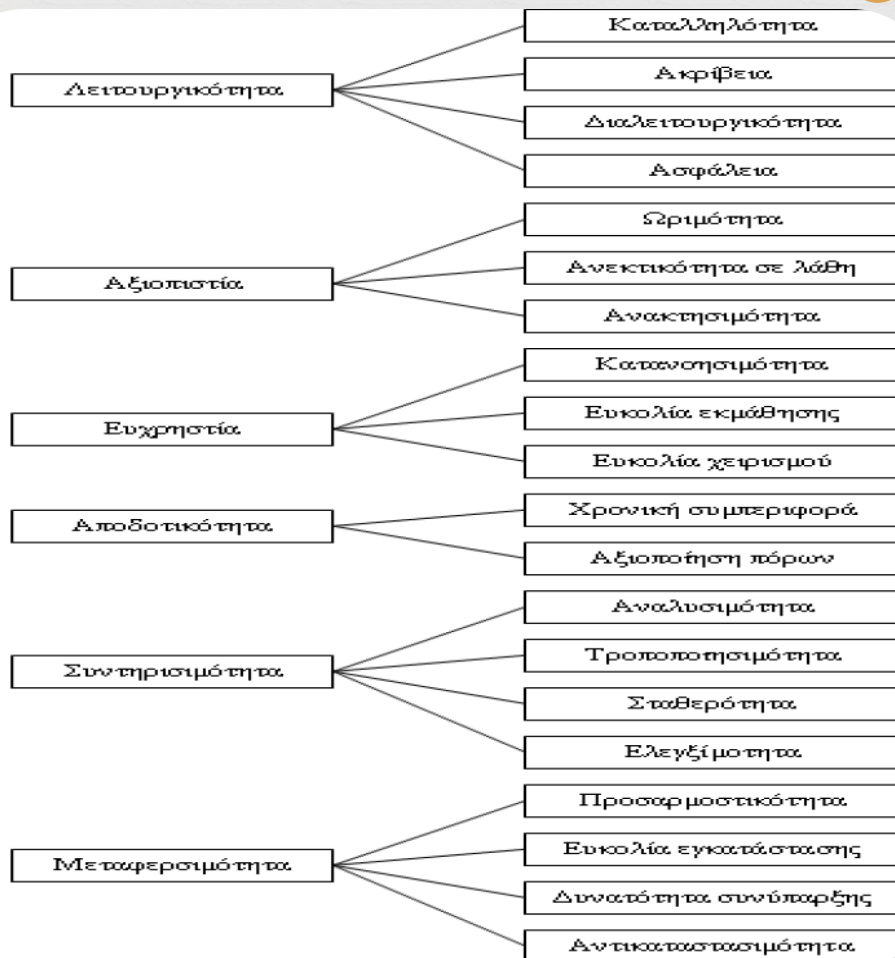 Λειτουργικότητα
Καταλληλότητα
Ακρίβεια
Διαλειτουργικότητα
Ασφάλεια
Αξιοπιστία
Ωριμότητα
Ανεκτικότητα σε λάθη
Ανακτησιμότητα
Ευχρηστία
Κατανοησιμότητα
Ευκολία εκμάθησης
Ευκολία χειρισμού
Αποδοτικότητα
Χρονική συμπεριφορά
Αξιοποίηση πόρων
Συντηρισιμότητα
Αναλυσιμότητα
Τροποποιησιμότητα
Σταθερότητα
Ελεγξίμοτητα
Μεταφερσιμότητα
Προσαρμοστικότητα
Ευκολία εγκατάστασης
Δυνατότητα συνύπαρξης
Αντικαταστασιμότητα